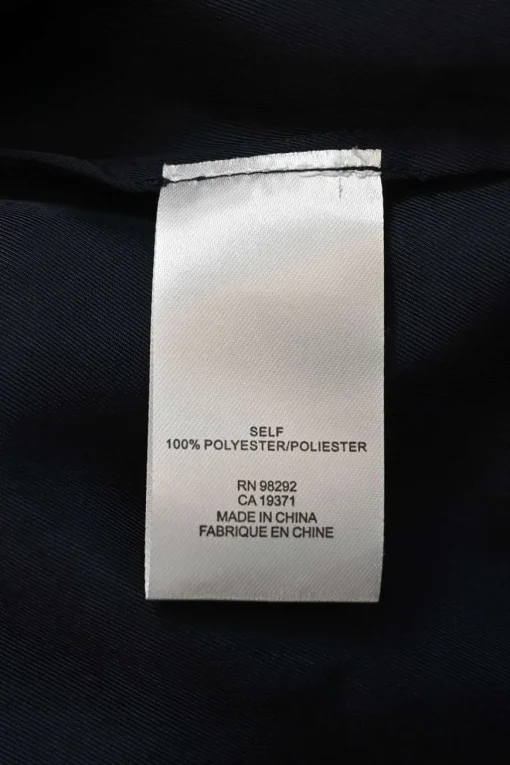 SELF
100% POLYESTER/POLIESTER
RN 98292
CA 19371
MADE IN CHINA
FABRIQUE EN CHINE